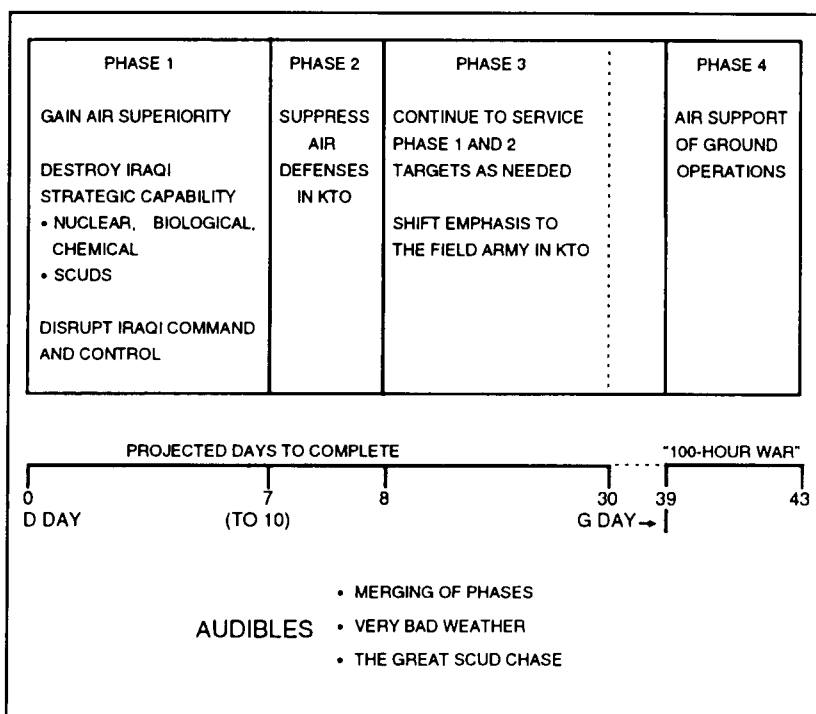 PHASE 1
GAIN AIR SUPERIORITY
DESTROY IRAQI
STRATEGIC CAPABILITY
• NUCLEAR, BIOLOGICAL,
CHEMICAL
• SCUDS
DISRUPT IRAQI COMMAND
AND CONTROL
PHASE 2
SUPPRESS
AIR
DEFENSES
IN KTO
PHASE 3
CONTINUE TO SERVICE
PHASE 1 AND 2
TARGETS AS NEEDED
SHIFT EMPHASIS TO
THE FIELD ARMY IN KTO
PHASE 4
AIR SUPPORT
OF GROUND
OPERATIONS
PROJECTED DAYS TO COMPLETE
"100-HOUR WAR"
0 7 8 30 39 43
D DAY (TO 10) G DAY→
AUDIBLES
• MERGING OF PHASES
• VERY BAD WEATHER
• THE GREAT SCUD CHASE